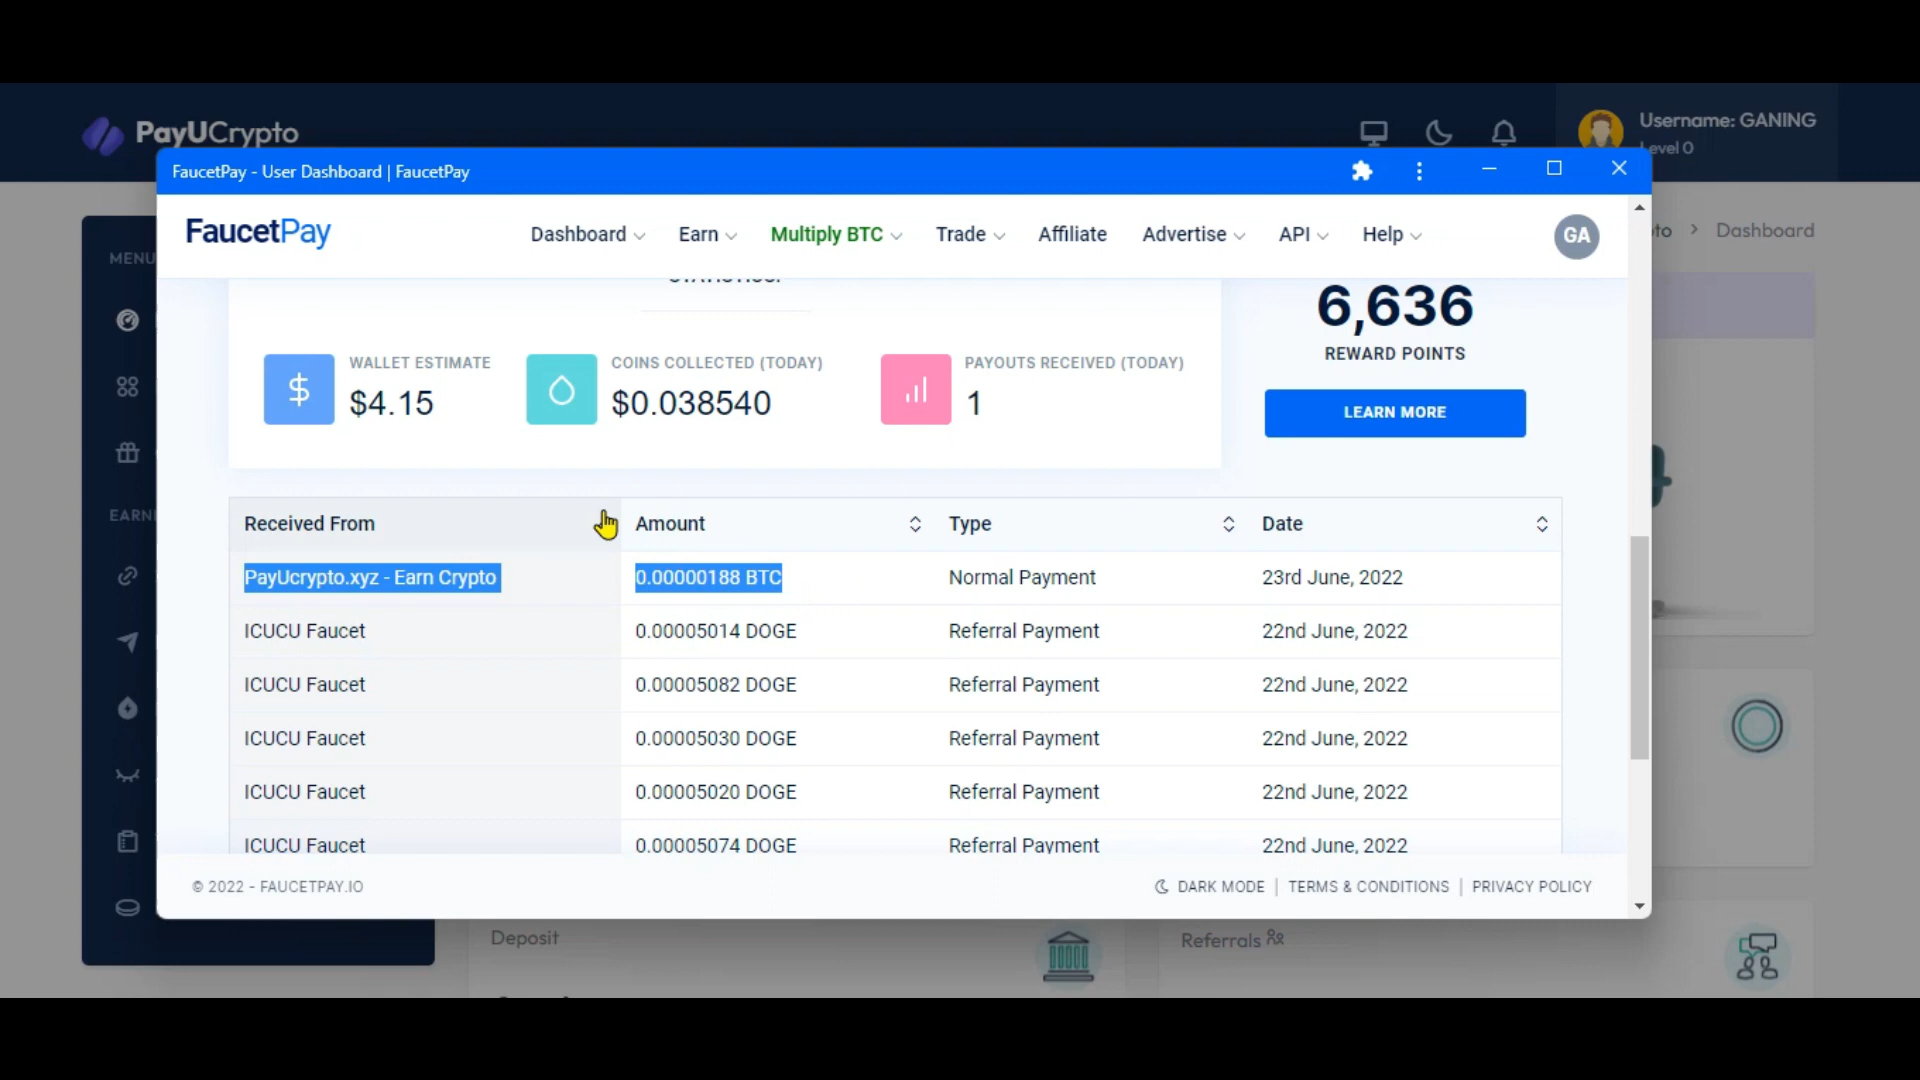 PayUCrypto
Username: GANING
Level 0
FaucetPay - User Dashboard | FaucetPay
FaucetPay
Dashboard
Earn
Multiply BTC
Trade
Affiliate
Advertise
API
Help
GA
Dashboard
MENU
EARNI
6,636
REWARD POINTS
LEARN MORE
WALLET ESTIMATE
$4.15
COINS COLLECTED (TODAY)
$0.038540
PAYOUTS RECEIVED (TODAY)
1
Received From Amount Type Date
PayUcrypto.xyz - Earn Crypto 0.00000188 BTC Normal Payment 23rd June, 2022
ICUCU Faucet 0.00005014 DOGE Referral Payment 22nd June, 2022
ICUCU Faucet 0.00005082 DOGE Referral Payment 22nd June, 2022
ICUCU Faucet 0.00005030 DOGE Referral Payment 22nd June, 2022
ICUCU Faucet 0.00005020 DOGE Referral Payment 22nd June, 2022
ICUCU Faucet 0.00005074 DOGE Referral Payment 22nd June, 2022
© 2022 - FAUCETPAY.IO
DARK MODE | TERMS & CONDITIONS | PRIVACY POLICY
Deposit
Referrals